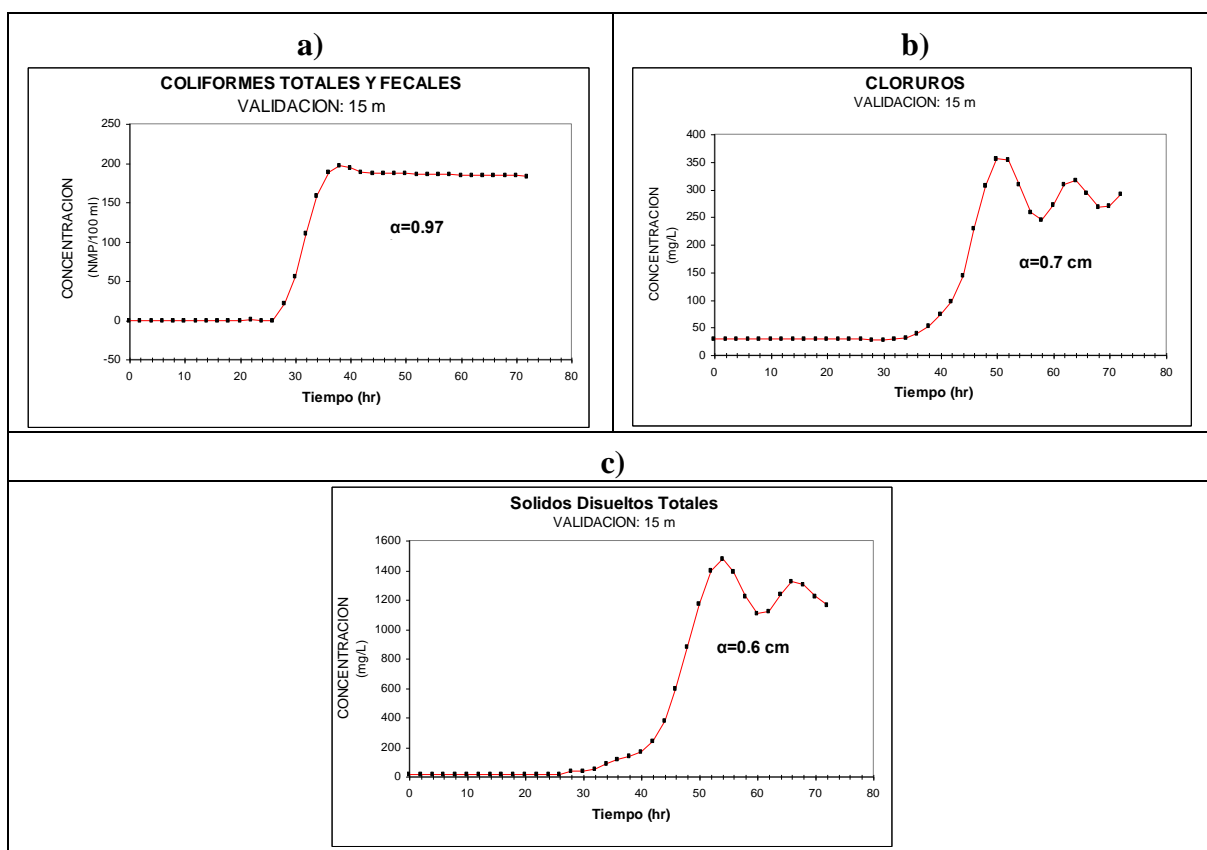 a)
COLIFORMES TOTALES Y FECALES
VALIDACION: 15 m
CONCENTRACION
(NMP/100 ml)
250
200
150
100
50
0
-50
0 10 20 30 40 50 60 70 80
Tiempo (hr)
α=0.97
b)
CLORUROS
VALIDACION: 15 m
CONCENTRACION
(mg/L)
400
350
300
250
200
150
100
50
0
0 10 20 30 40 50 60 70 80
Tiempo (hr)
α=0.7 cm
c)
Solidos Disueltos Totales
VALIDACION: 15 m
CONCENTRACION
(mg/L)
1600
1400
1200
1000
800
600
400
200
0
0 10 20 30 40 50 60 70 80
Tiempo (hr)
α=0.6 cm